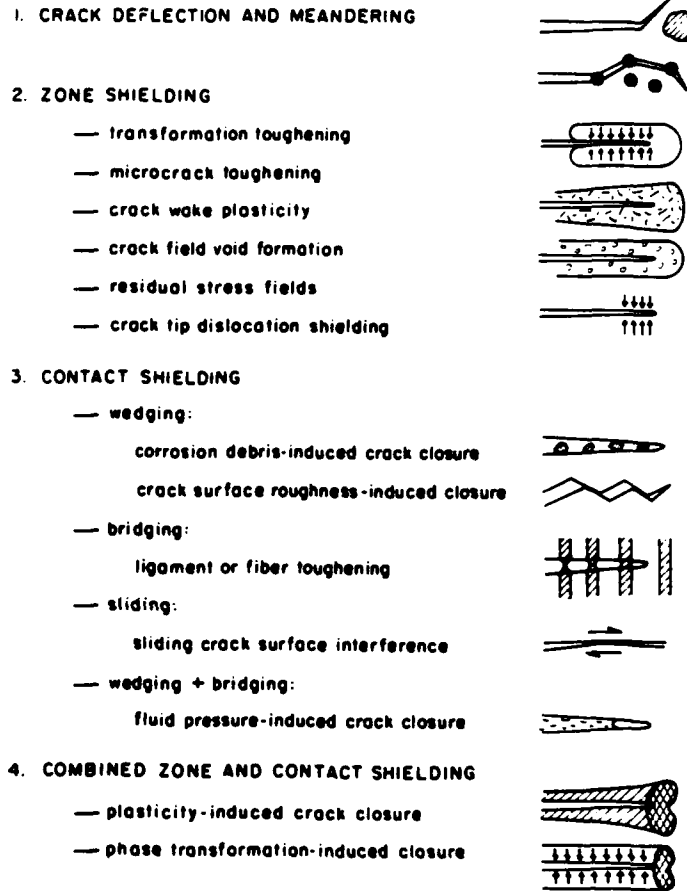 1. CRACK DEFLECTION AND MEANDERING
2. ZONE SHIELDING
— transformation toughening
— microcrack toughening
— crack wake plasticity
— crack field void formation
— residual stress fields
— crack tip dislocation shielding
3. CONTACT SHIELDING
— wedging:
corrosion debris-induced crack closure
crack surface roughness-induced closure
— bridging:
ligament or fiber toughening
— sliding:
sliding crack surface interference
— wedging + bridging:
fluid pressure-induced crack closure
4. COMBINED ZONE AND CONTACT SHIELDING
— plasticity-induced crack closure
— phase transformation-induced closure